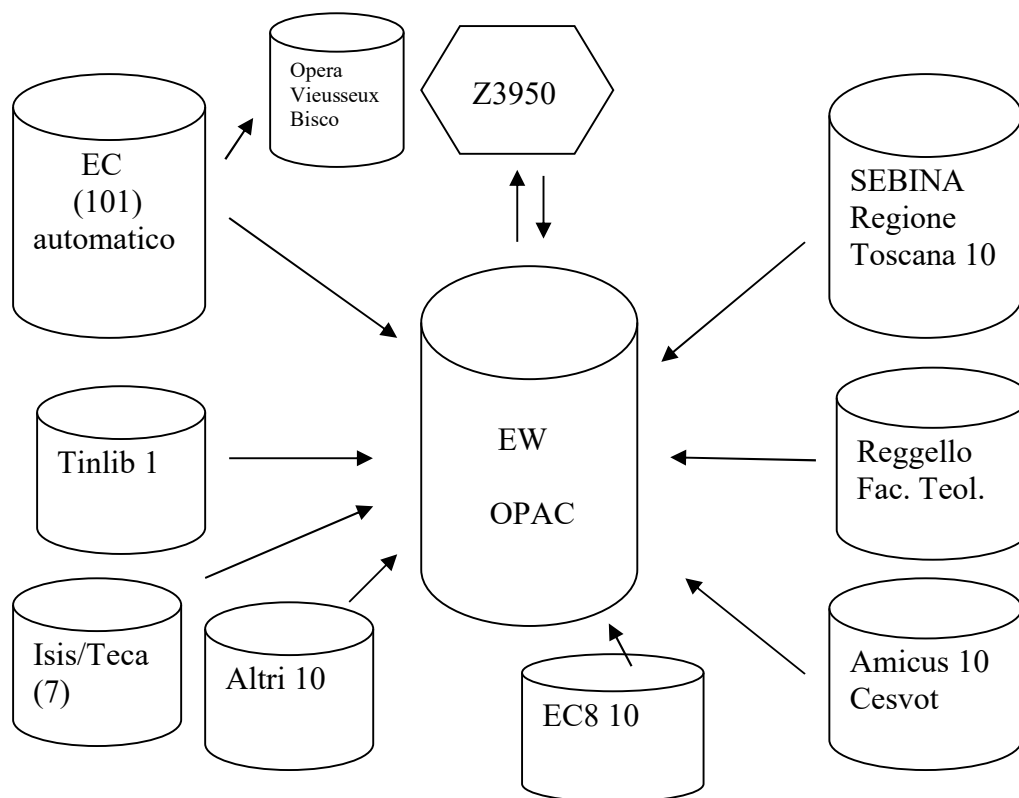 Opera
Vieusseux
Bisco
Z3950
EC
(101)
automatico
SEBINA
Regione
Toscana 10
Tinlib 1
EW
OPAC
Reggello
Fac. Teol.
Isis/Teca
(7)
Altri 10
EC8 10
Amicus 10
Cesvot